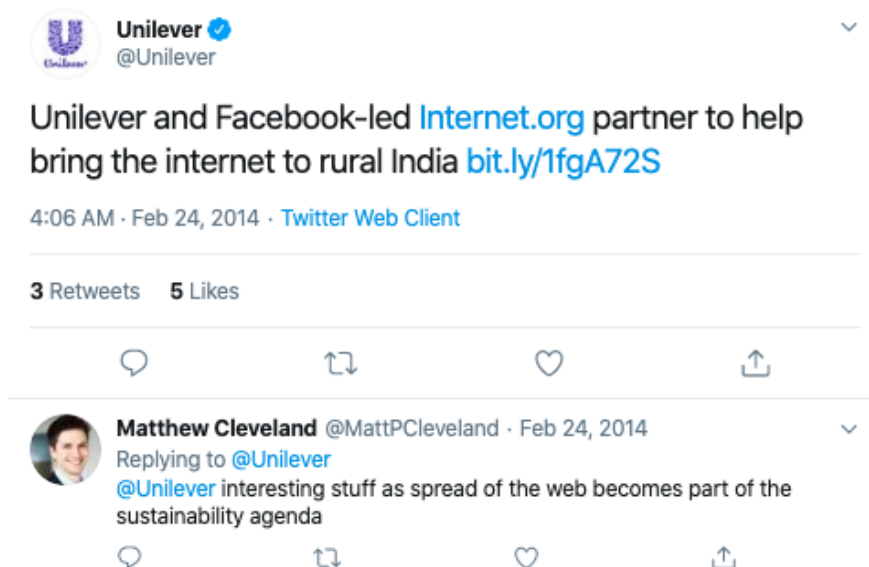 Unilever
Unilever
@Unilever
Unilever and Facebook-led Internet.org partner to help
bring the internet to rural India bit.ly/1fgA72S
4:06 AM · Feb 24, 2014 · Twitter Web Client
3 Retweets 5 Likes
Matthew Cleveland @MattPCleveland · Feb 24, 2014
Replying to @Unilever
@Unilever interesting stuff as spread of the web becomes part of the
sustainability agenda